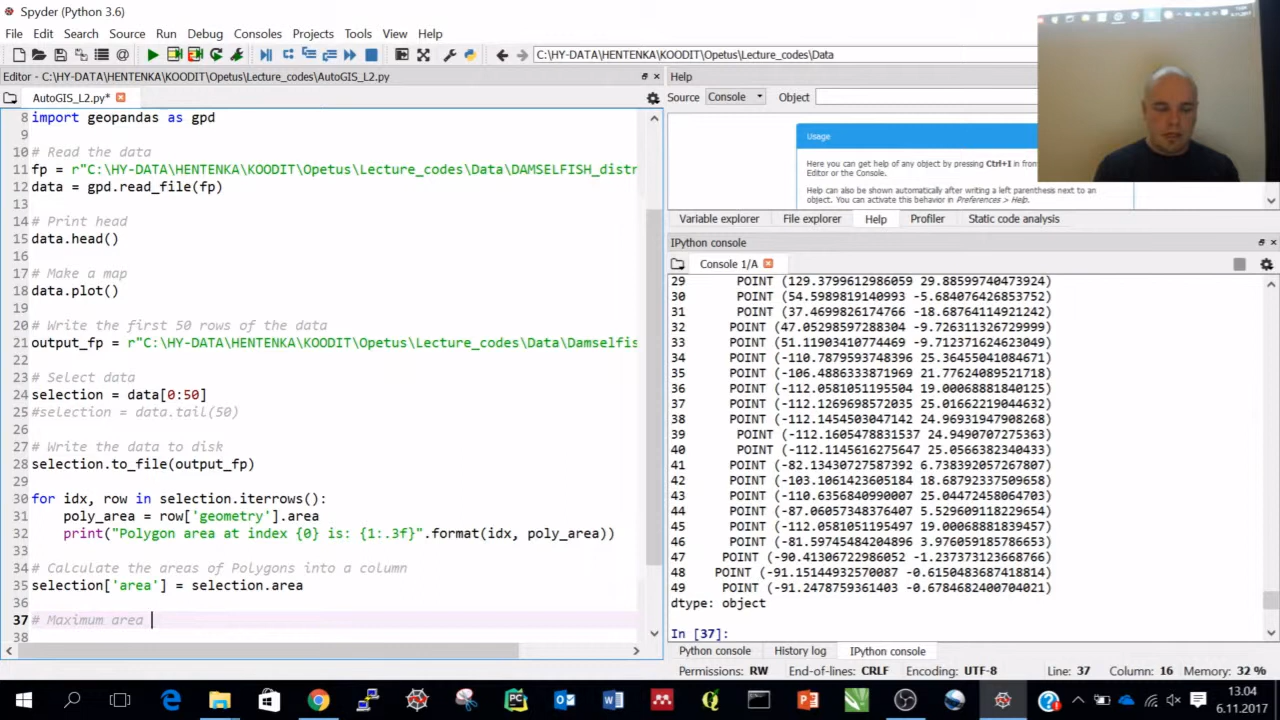 Spyder (Python 3.6)
File Edit Search Source Run Debug Consoles Projects Tools View Help
C:\HY-DATA\HENTENKA\KOODIT\Opetus\Lecture_codes\Data
Editor - C:\HY-DATA\HENTENKA\KOODIT\Opetus\Lecture_codes\AutoGIS_L2.py
AutoGIS_L2.py*
8 import geopandas as gpd
9
10 # Read the data
11 fp = r"C:\HY-DATA\HENTENKA\KOODIT\Opetus\Lecture_codes\Data\DAMSELFISH_distr
12 data = gpd.read_file(fp)
13
14 # Print head
15 data.head()
16
17 # Make a map
18 data.plot()
19
20 # Write the first 50 rows of the data
21 output_fp = r"C:\HY-DATA\HENTENKA\KOODIT\Opetus\Lecture_codes\Data\Damselfis
22
23 # Select data
24 selection = data[0:50]
25 #selection = data.tail(50)
26
27 # Write the data to disk
28 selection.to_file(output_fp)
29
30 for idx, row in selection.iterrows():
31 poly_area = row['geometry'].area
32 print("Polygon area at index {0} is: {1:.3f}".format(idx, poly_area))
33
34 # Calculate the areas of Polygons into a column
35 selection['area'] = selection.area
36
37 # Maximum area
38
Help
Source Console Object
Usage
Here you can get help of any object by pressing Ctrl+I in fron
Editor or the Console.
Help can also be shown automatically after writing a left parenthesis next to an
object. You can activate this behavior in Preferences > Help.
Variable explorer File explorer Help Profiler Static code analysis
IPython console
Console 1/A
29 POINT (129.3799612986059 29.88599740473924)
30 POINT (54.5989819140993 -5.684076426853752)
31 POINT (37.4699826174766 -18.68764114921242)
32 POINT (47.05298597288304 -9.726311326729999)
33 POINT (51.11903410774469 -9.712371624623049)
34 POINT (-110.7879593748396 25.36455041084671)
35 POINT (-106.4886333871969 21.77624089521718)
36 POINT (-112.0581051195504 19.00068881840125)
37 POINT (-112.1269698572035 25.01662219044632)
38 POINT (-112.1454503047142 24.96931947908268)
39 POINT (-112.1605478831537 24.9490707275363)
40 POINT (-112.1145616275647 25.0566382340433)
41 POINT (-82.13430727587392 6.738392057267807)
42 POINT (-103.1061423605184 18.68792337509658)
43 POINT (-110.6356840990007 25.04472458064703)
44 POINT (-87.06057348376407 5.529609118229654)
45 POINT (-112.0581051195497 19.00068881839457)
46 POINT (-81.59745484204896 3.976059185786653)
47 POINT (-90.41306722986052 -1.237373123668766)
48 POINT (-91.15144932570087 -0.6150483687418814)
49 POINT (-91.2478759361403 -0.6784682400704021)
dtype: object
In [37]:
Python console History log IPython console
Permissions: RW End-of-lines: CRLF Encoding: UTF-8 Line: 37 Column: 16 Memory: 32 %
13.04
6.11.2017